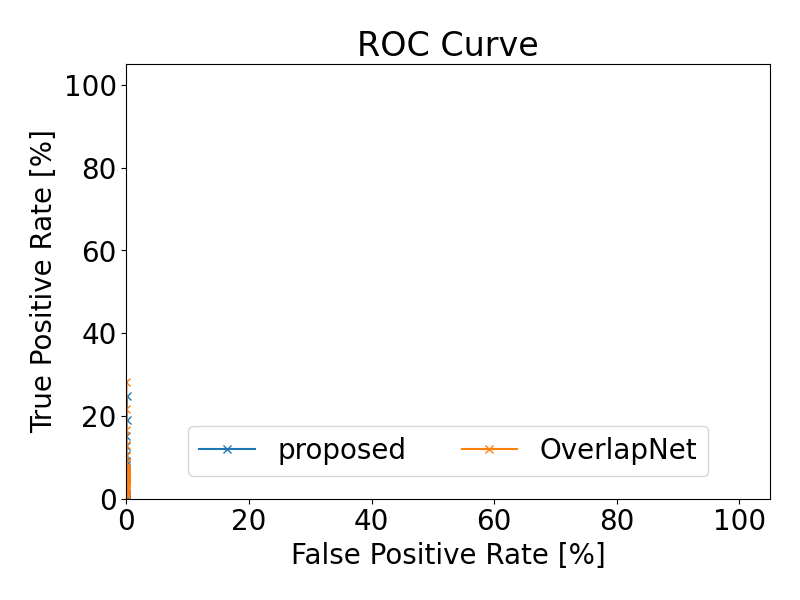 ROC Curve
True Positive Rate [%]
100
80
60
40
20
0
proposed OverlapNet
0 20 40 60 80 100
False Positive Rate [%]